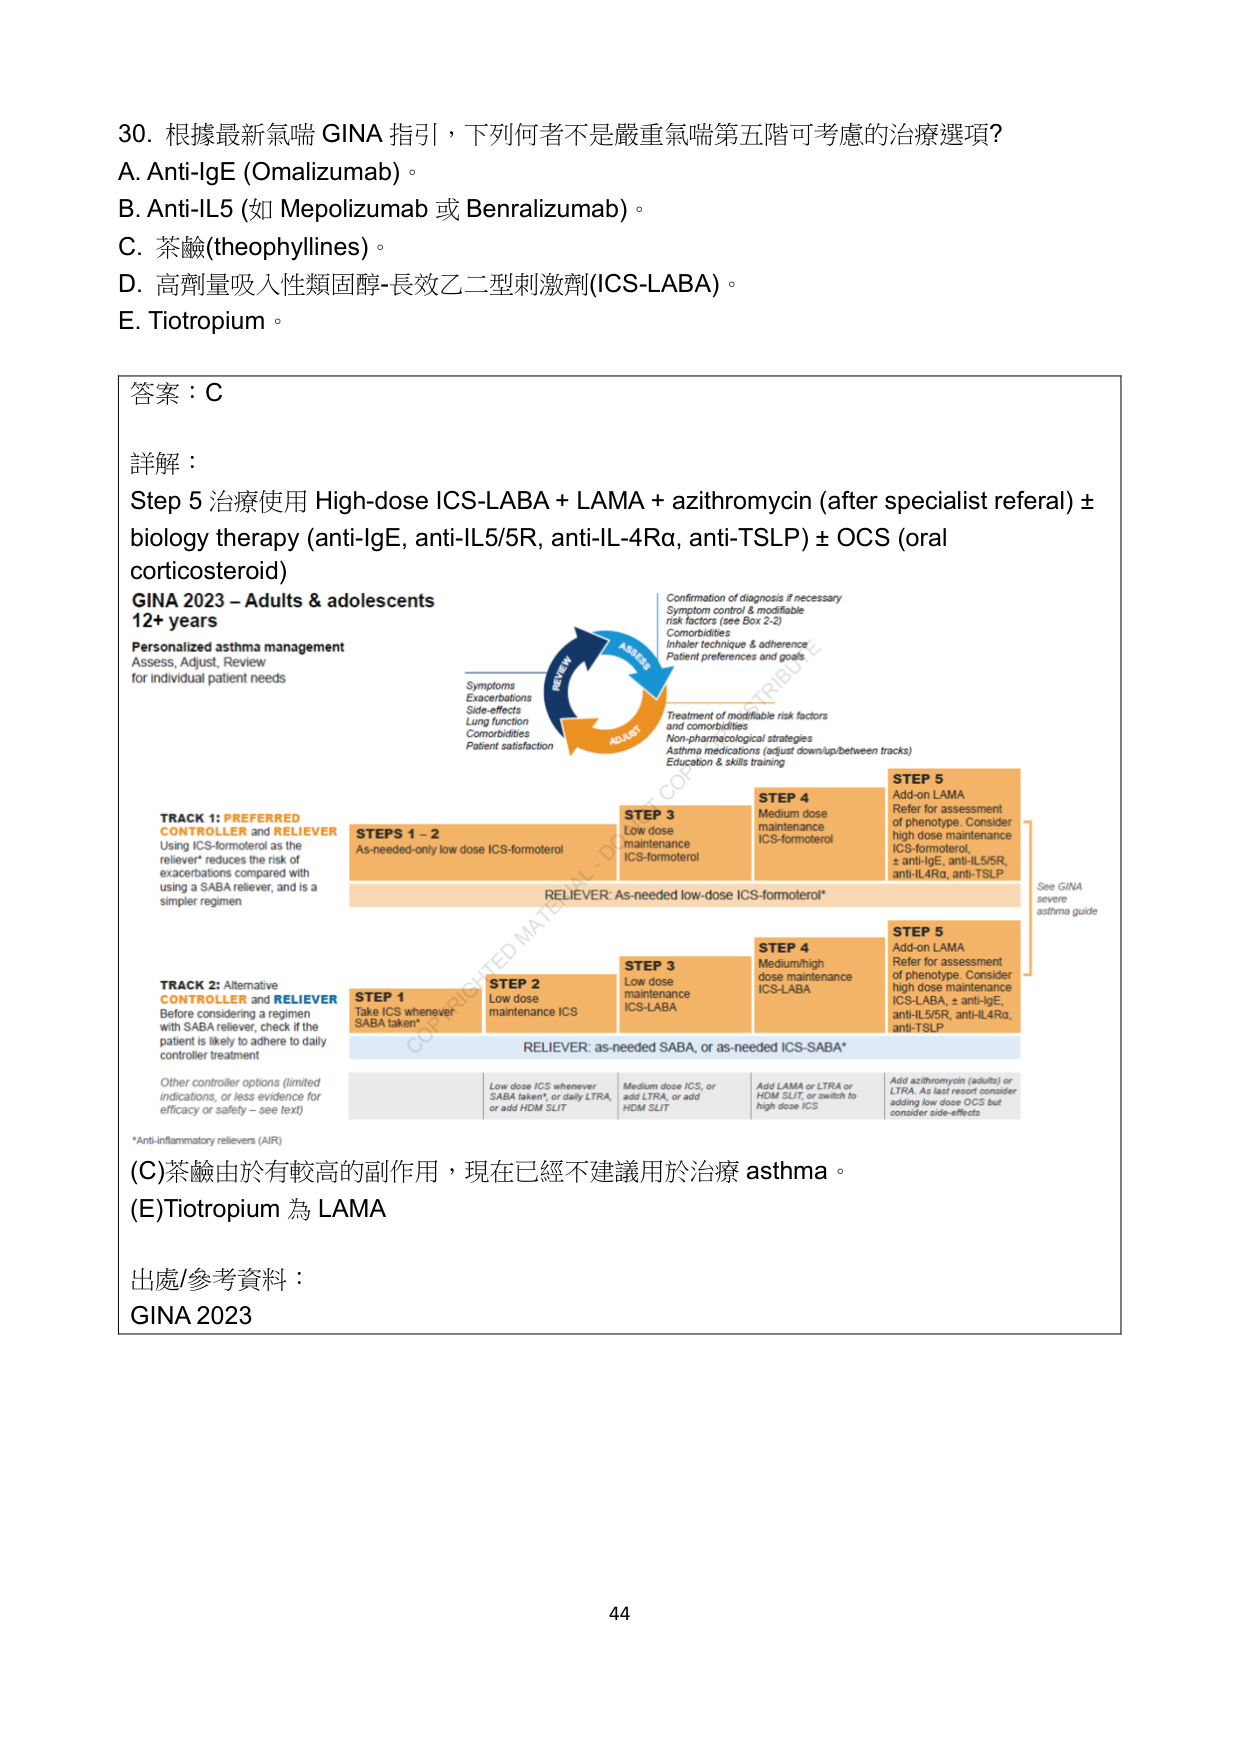 30. 根據最新氣喘 GINA 指引，下列何者不是嚴重氣喘第五階可考慮的治療選項?
A. Anti-IgE (Omalizumab)。
B. Anti-IL5 (如 Mepolizumab 或 Benralizumab)。
C. 茶鹼(theophyllines)。
D. 高劑量吸入性類固醇-長效乙二型刺激劑(ICS-LABA)。
E. Tiotropium。
答案：C
詳解：
Step 5 治療使用 High-dose ICS-LABA + LAMA + azithromycin (after specialist referal) ±
biology therapy (anti-IgE, anti-IL5/5R, anti-IL-4Rα, anti-TSLP) ± OCS (oral
corticosteroid)
GINA 2023 – Adults & adolescents
12+ years
Personalized asthma management
Assess, Adjust, Review
for individual patient needs
Confirmation of diagnosis if necessary
Symptom control & modifiable
risk factors (see Box 2-2)
Comorbidities
Inhaler technique & adherence
Patient preferences and goals
REVIEW
ASSESS
ADJUST
Symptoms
Exacerbations
Side-effects
Lung function
Comorbidities
Patient satisfaction
Treatment of modifiable risk factors
and comorbidities
Non-pharmacological strategies
Asthma medications (adjust down/up/between tracks)
Education & skills training
TRACK 1: PREFERRED
CONTROLLER and RELIEVER
Using ICS-formoterol as the
reliever* reduces the risk of
exacerbations compared with
using a SABA reliever, and is a
simpler regimen
STEPS 1 – 2
As-needed-only low dose ICS-formoterol
STEP 3
Low dose
maintenance
ICS-formoterol
STEP 4
Medium dose
maintenance
ICS-formoterol
STEP 5
Add-on LAMA
Refer for assessment
of phenotype. Consider
high dose maintenance
ICS-formoterol,
± anti-IgE, anti-IL5/5R,
anti-IL4Rα, anti-TSLP
RELIEVER: As-needed low-dose ICS-formoterol*
See GINA
severe
asthma guide
TRACK 2: Alternative
CONTROLLER and RELIEVER
Before considering a regimen
with SABA reliever, check if the
patient is likely to adhere to daily
controller treatment
STEP 1
Take ICS whenever
SABA taken*
STEP 2
Low dose
maintenance ICS
STEP 3
Low dose
maintenance
ICS-LABA
STEP 4
Medium/high
dose maintenance
ICS-LABA
STEP 5
Add-on LAMA
Refer for assessment
of phenotype. Consider
high dose maintenance
ICS-LABA, ± anti-IgE,
anti-IL5/5R, anti-IL4Rα,
anti-TSLP
RELIEVER: as-needed SABA, or as-needed ICS-SABA*
Other controller options (limited
indications, or less evidence for
efficacy or safety – see text)
Low dose ICS whenever
SABA taken*, or daily LTRA,
or add HDM SLIT
Medium dose ICS, or
add LTRA, or add
HDM SLIT
Add LAMA or LTRA or
HDM SLIT, or switch to
high dose ICS
Add azithromycin (adults) or
LTRA. As last resort consider
adding low dose OCS but
consider side-effects
*Anti-inflammatory relievers (AIR)
COPYRIGHTED MATERIAL - DO NOT COPY OR DISTRIBUTE
(C)茶鹼由於有較高的副作用，現在已經不建議用於治療 asthma。
(E)Tiotropium 為 LAMA
出處/參考資料：
GINA 2023
44